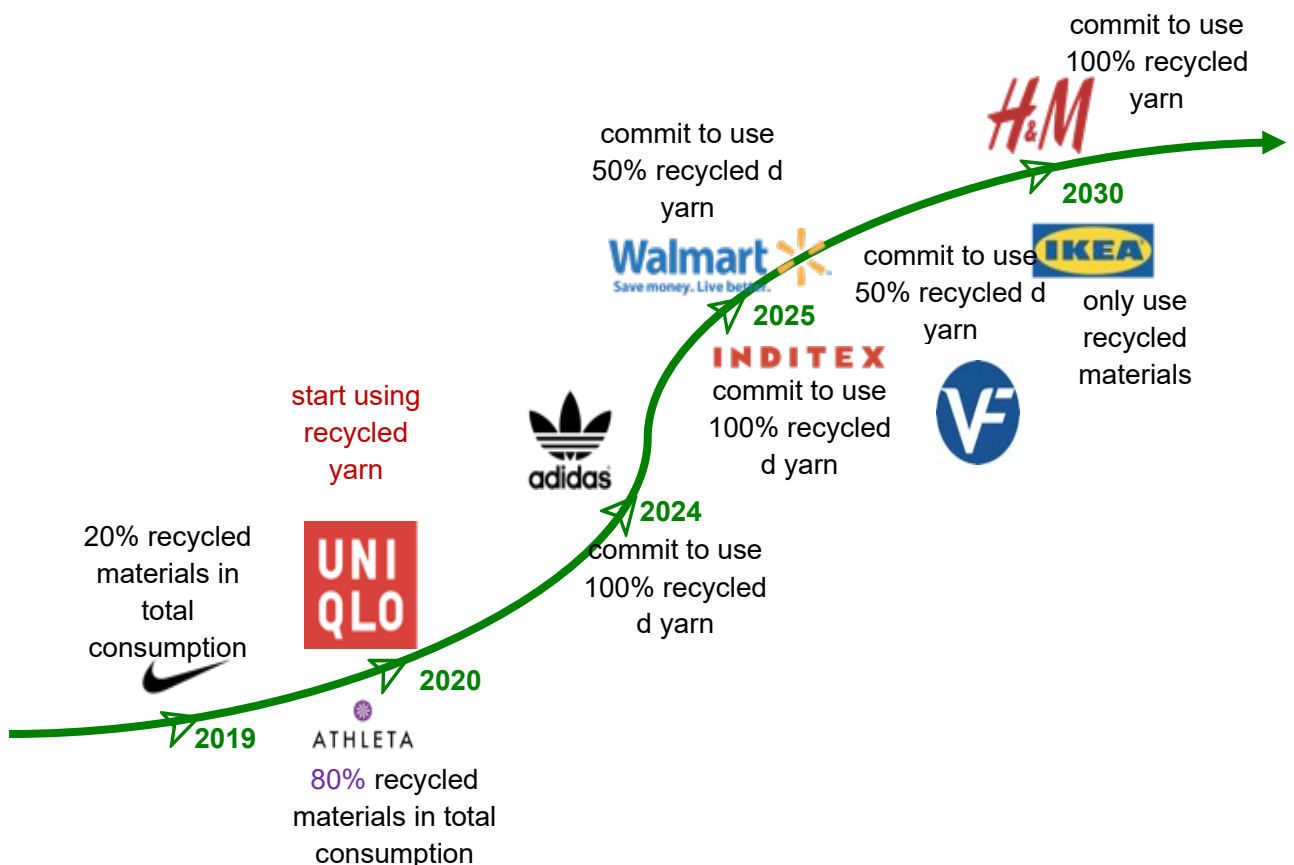 commit to use
100% recycled
yarn
H&M
2030
commit to use
50% recycled d
yarn
Walmart
Save money. Live better.
2025
commit to use
50% recycled d
yarn
VF
IKEA
only use
recycled
materials
INDITEX
commit to use
100% recycled
d yarn
adidas
2024
commit to use
100% recycled
d yarn
start using
recycled
yarn
UNI
QLO
2020
20% recycled
materials in
total
consumption
2019
ATHLETA
80% recycled
materials in total
consumption